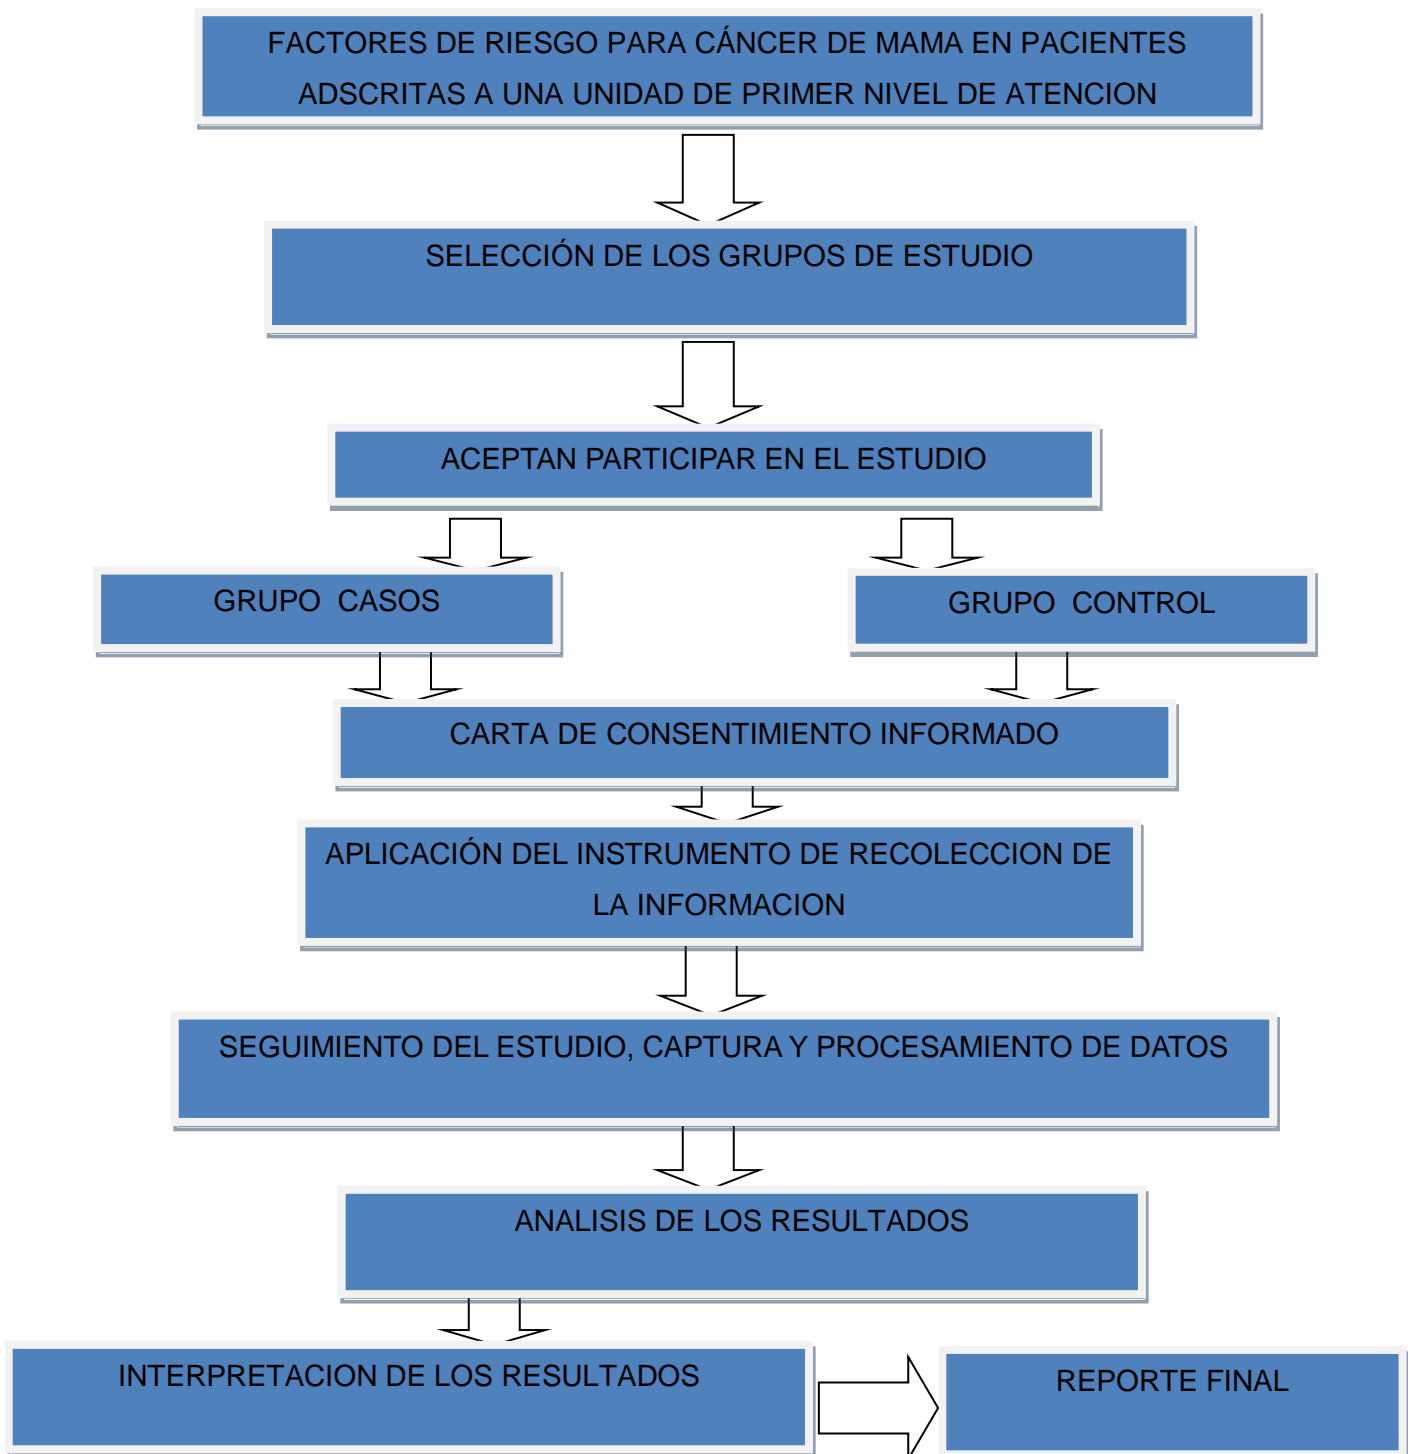 FACTORES DE RIESGO PARA CÁNCER DE MAMA EN PACIENTES
ADSCRITAS A UNA UNIDAD DE PRIMER NIVEL DE ATENCION
SELECCIÓN DE LOS GRUPOS DE ESTUDIO
ACEPTAN PARTICIPAR EN EL ESTUDIO
GRUPO CASOS
GRUPO CONTROL
CARTA DE CONSENTIMIENTO INFORMADO
APLICACIÓN DEL INSTRUMENTO DE RECOLECCION DE
LA INFORMACION
SEGUIMIENTO DEL ESTUDIO, CAPTURA Y PROCESAMIENTO DE DATOS
ANALISIS DE LOS RESULTADOS
INTERPRETACION DE LOS RESULTADOS
REPORTE FINAL